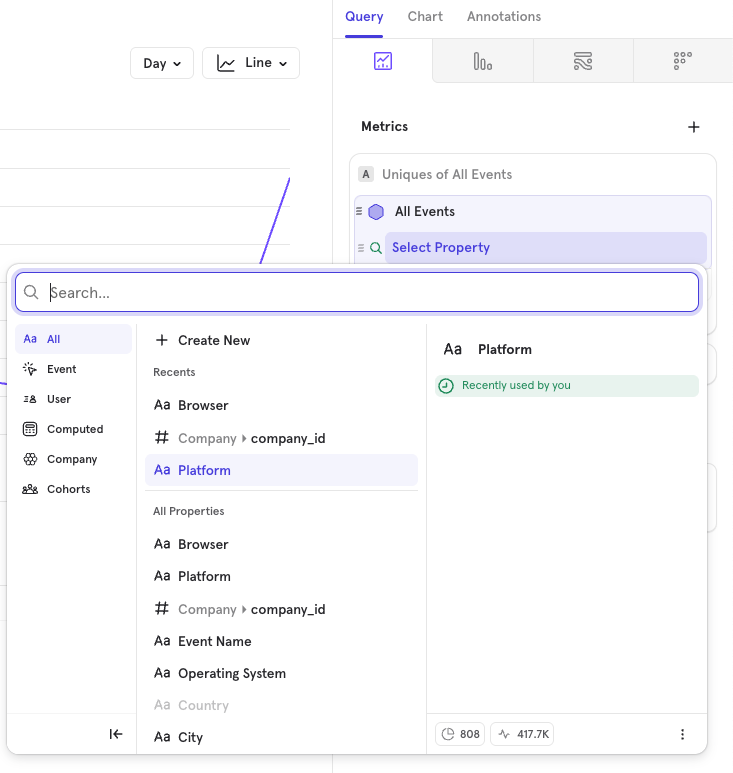 Query Chart Annotations
Day Line
Metrics
A Uniques of All Events
All Events
Select Property
Search...
Aa All
Event
User
Computed
Company
Cohorts
Create New
Recents
Aa Browser
Company company_id
Aa Platform
All Properties
Aa Browser
Aa Platform
Company company_id
Aa Event Name
Aa Operating System
Aa Country
Aa City
Aa Platform
Recently used by you
808 417.7K